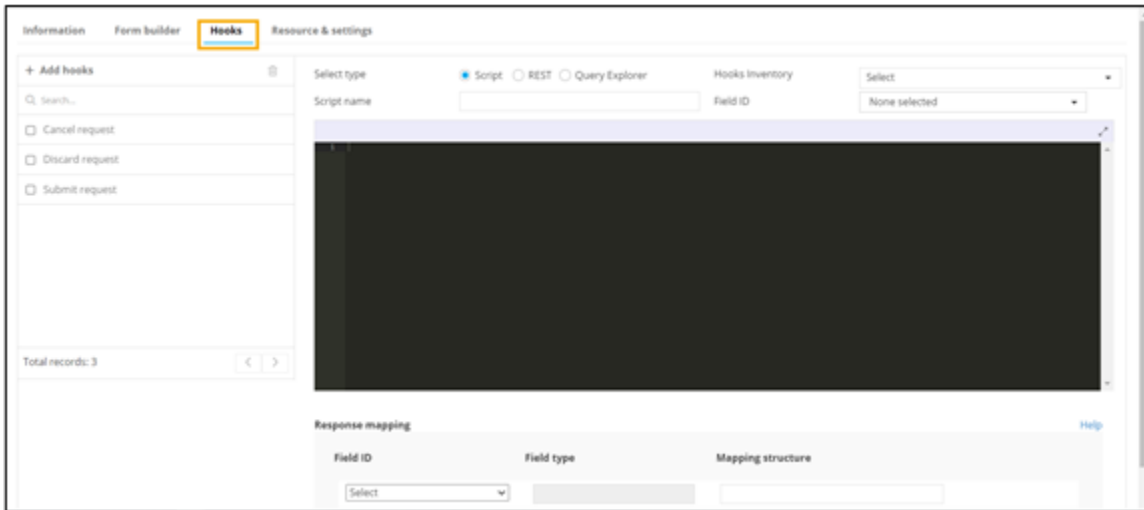 Information Form builder Hooks Resource & settings
+ Add hooks
Search...
Cancel request
Discard request
Submit request
Total records: 3
Select type Script REST Query Explorer Hooks Inventory Select
Script name Field ID None selected
1
Response mapping Help
Field ID Field type Mapping structure
Select